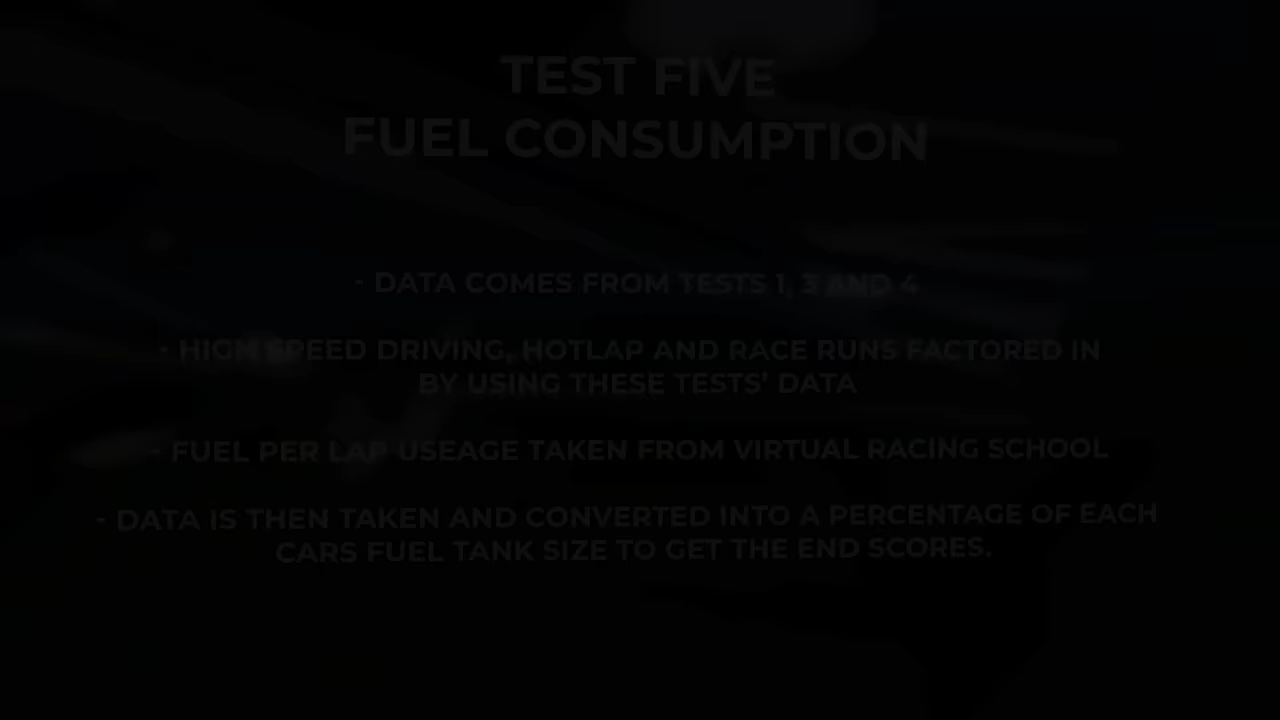 TEST FIVE
FUEL CONSUMPTION
- DATA COMES FROM TESTS 1, 3 AND 4
- HIGH SPEED DRIVING, HOTLAP AND RACE RUNS FACTORED IN
BY USING THESE TESTS' DATA
- FUEL PER LAP USEAGE TAKEN FROM VIRTUAL RACING SCHOOL
- DATA IS THEN TAKEN AND CONVERTED INTO A PERCENTAGE OF EACH
CARS FUEL TANK SIZE TO GET THE END SCORES.